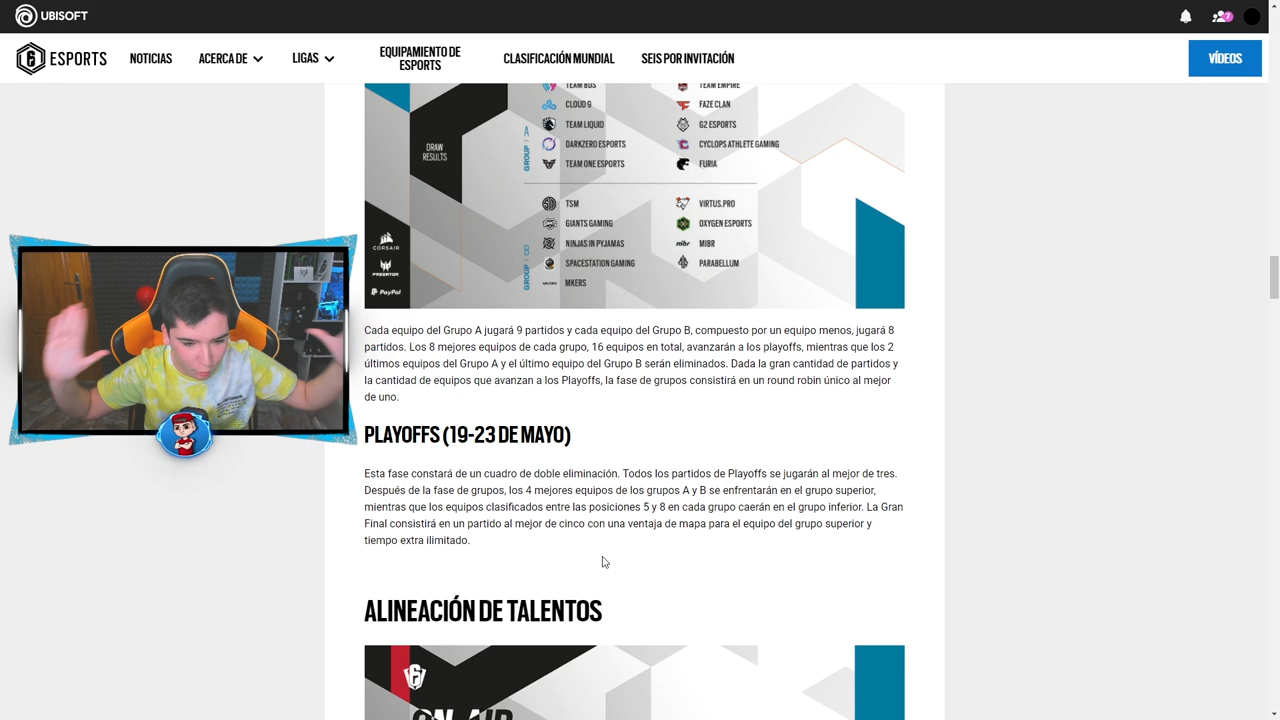 UBISOFT
7
ESPORTS
NOTICIAS
ACERCA DE
LIGAS
EQUIPAMIENTO DE
ESPORTS
CLASIFICACIÓN MUNDIAL
SEIS POR INVITACIÓN
VÍDEOS
DRAW
RESULTS
GROUP A
TEAM BDS
TEAM EMPIRE
CLOUD 9
FAZE CLAN
TEAM LIQUID
G2 ESPORTS
DARKZERO ESPORTS
CYCLOPS ATHLETE GAMING
TEAM ONE ESPORTS
FURIA
GROUP B
TSM
VIRTUS.PRO
GIANTS GAMING
OXYGEN ESPORTS
NINJAS IN PYJAMAS
mibr
MIBR
SPACESTATION GAMING
PARABELLUM
MKERS
CORSAIR
PREDATOR
PayPal
Cada equipo del Grupo A jugará 9 partidos y cada equipo del Grupo B, compuesto por un equipo menos, jugará 8
partidos. Los 8 mejores equipos de cada grupo, 16 equipos en total, avanzarán a los playoffs, mientras que los 2
últimos equipos del Grupo A y el último equipo del Grupo B serán eliminados. Dada la gran cantidad de partidos y
la cantidad de equipos que avanzan a los Playoffs, la fase de grupos consistirá en un round robin único al mejor
de uno.
PLAYOFFS (19-23 DE MAYO)
Esta fase constará de un cuadro de doble eliminación. Todos los partidos de Playoffs se jugarán al mejor de tres.
Después de la fase de grupos, los 4 mejores equipos de los grupos A y B se enfrentarán en el grupo superior,
mientras que los equipos clasificados entre las posiciones 5 y 8 en cada grupo caerán en el grupo inferior. La Gran
Final consistirá en un partido al mejor de cinco con una ventaja de mapa para el equipo del grupo superior y
tiempo extra ilimitado.
ALINEACIÓN DE TALENTOS
ON AIR